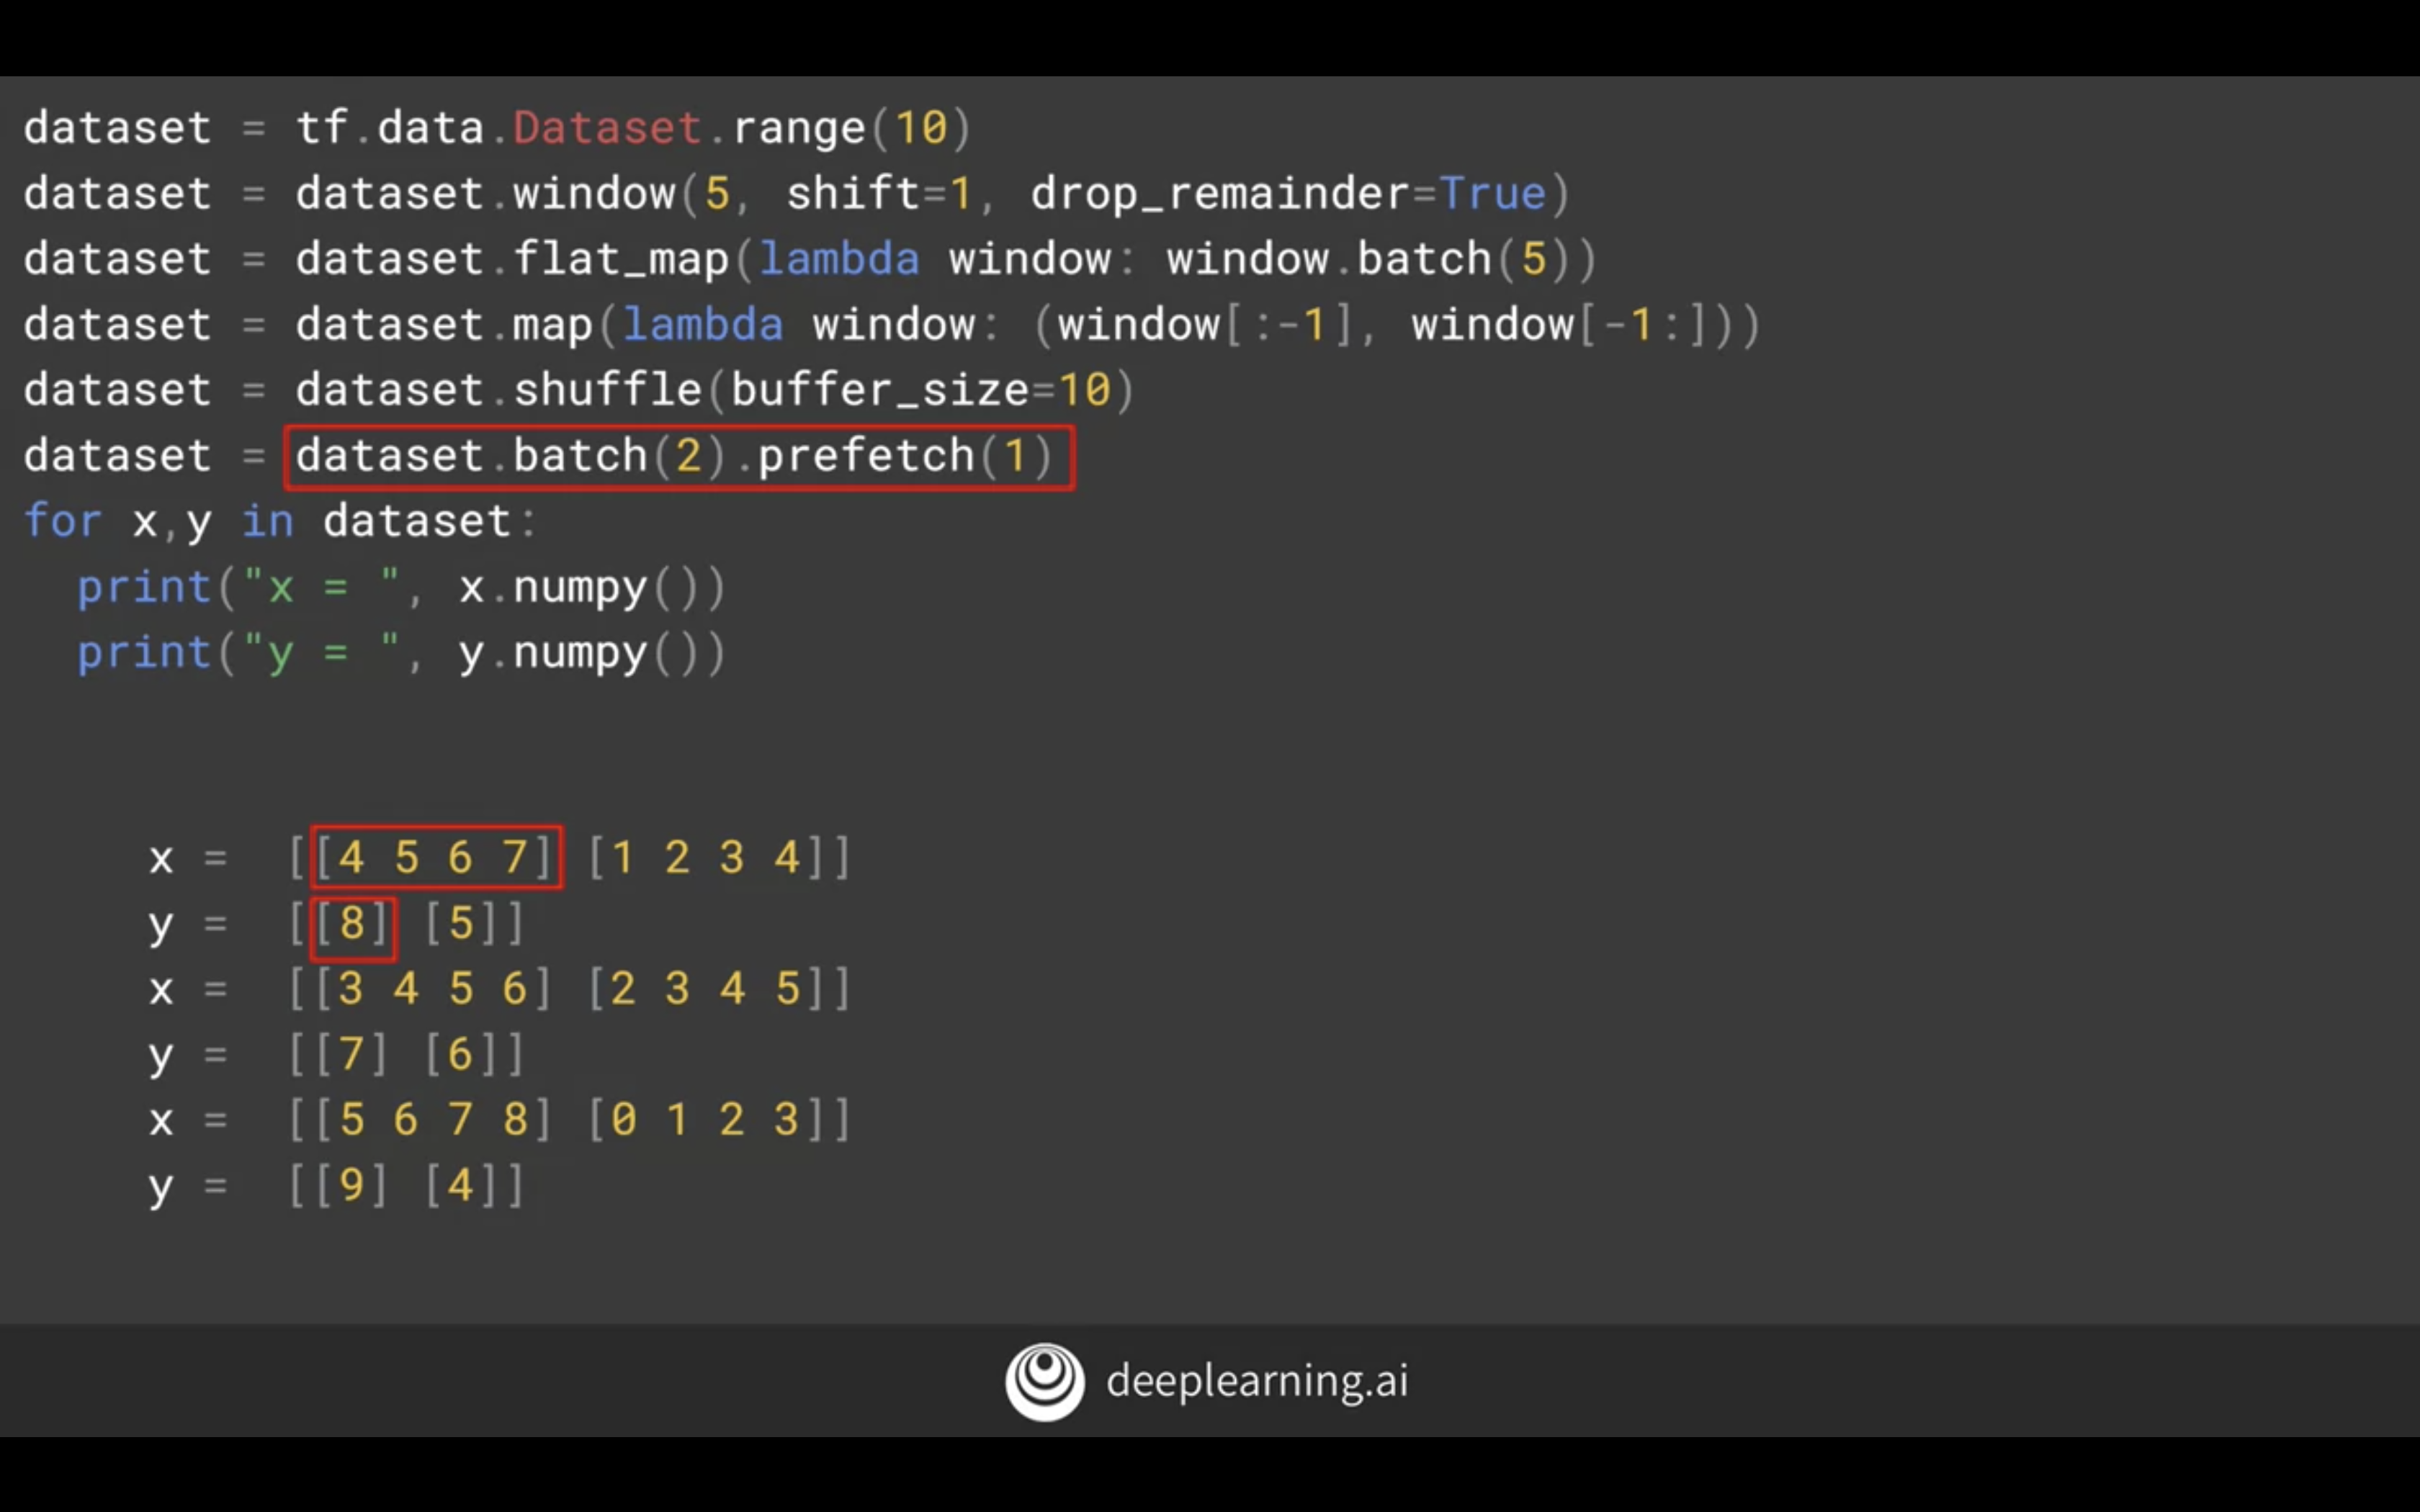 dataset = tf.data.Dataset.range(10)
dataset = dataset.window(5, shift=1, drop_remainder=True)
dataset = dataset.flat_map(lambda window: window.batch(5))
dataset = dataset.map(lambda window: (window[:-1], window[-1:]))
dataset = dataset.shuffle(buffer_size=10)
dataset = dataset.batch(2).prefetch(1)
for x,y in dataset:
  print("x = ", x.numpy())
  print("y = ", y.numpy())
x = [[4 5 6 7] [1 2 3 4]]
y = [[8] [5]]
x = [[3 4 5 6] [2 3 4 5]]
y = [[7] [6]]
x = [[5 6 7 8] [0 1 2 3]]
y = [[9] [4]]
deeplearning.ai